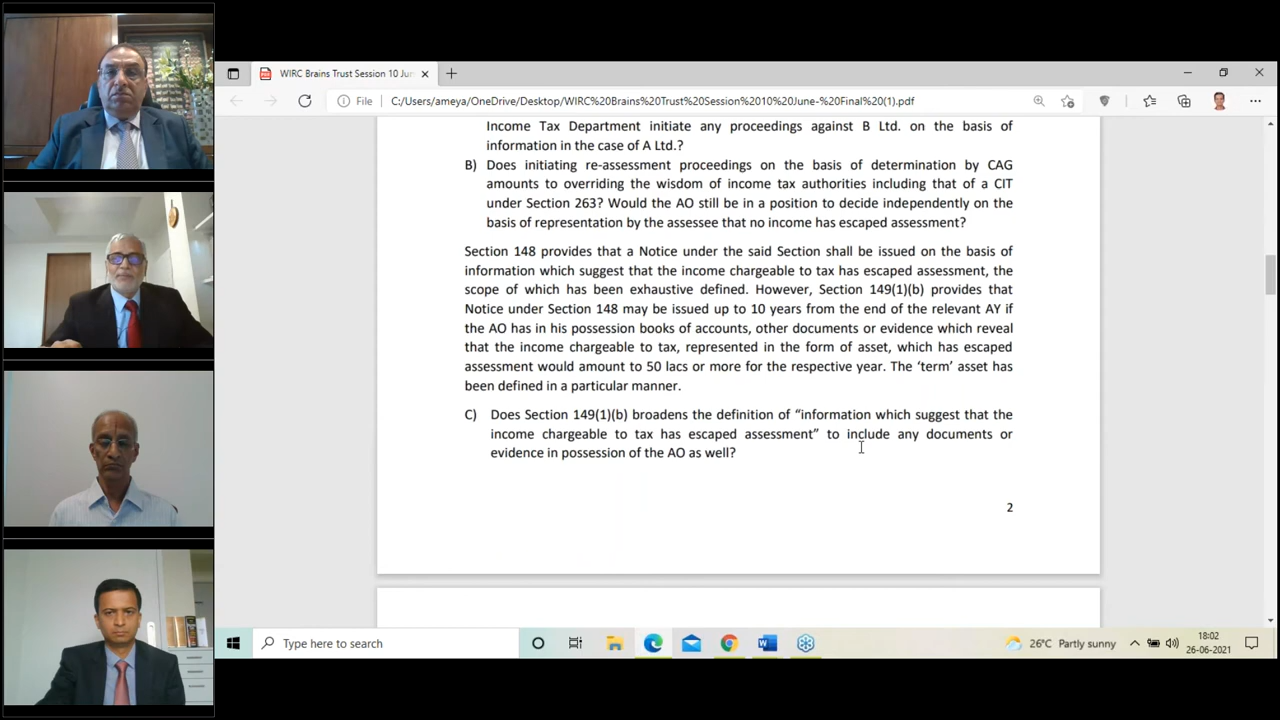 WIRC Brains Trust Session 10 Jun
File
C:/Users/ameya/OneDrive/Desktop/WIRC%20Brains%20Trust%20Session%2010%20June-%20Final%20(1).pdf
Income Tax Department initiate any proceedings against B Ltd. on the basis of
information in the case of A Ltd.?
B) Does initiating re-assessment proceedings on the basis of determination by CAG
amounts to overriding the wisdom of income tax authorities including that of a CIT
under Section 263? Would the AO still be in a position to decide independently on the
basis of representation by the assessee that no income has escaped assessment?
Section 148 provides that a Notice under the said Section shall be issued on the basis of
information which suggest that the income chargeable to tax has escaped assessment, the
scope of which has been exhaustive defined. However, Section 149(1)(b) provides that
Notice under Section 148 may be issued up to 10 years from the end of the relevant AY if
the AO has in his possession books of accounts, other documents or evidence which reveal
that the income chargeable to tax, represented in the form of asset, which has escaped
assessment would amount to 50 lacs or more for the respective year. The ‘term’ asset has
been defined in a particular manner.
C) Does Section 149(1)(b) broadens the definition of “information which suggest that the
income chargeable to tax has escaped assessment” to include any documents or
evidence in possession of the AO as well?
2
Type here to search
26°C Partly sunny
18:02
26-06-2021